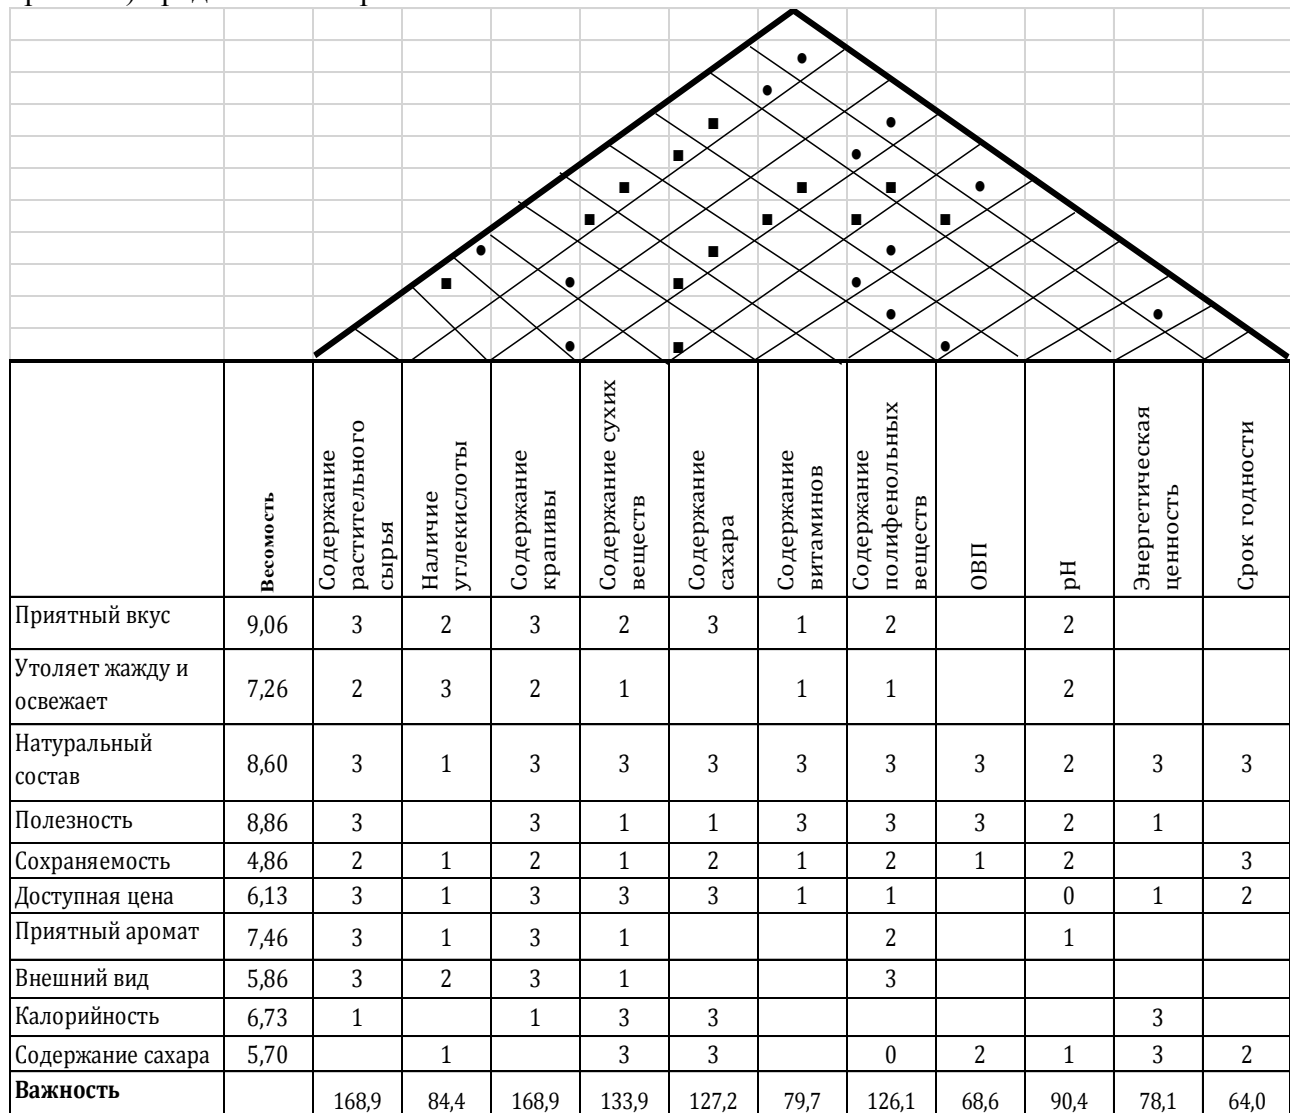 Весомость
Содержание растительного сырья
Наличие углекислоты
Содержание крапивы
Содержание сухих веществ
Содержание сахара
Содержание витаминов
Содержание полифенольных веществ
ОВП
pH
Энергетическая ценность
Срок годности
Приятный вкус 9,06 3 2 3 2 3 1 2 2
Утоляет жажду и
освежает 7,26 2 3 2 1 1 1 2
Натуральный
состав 8,60 3 1 3 3 3 3 3 3 2 3 3
Полезность 8,86 3 3 1 1 3 3 3 2 1
Сохраняемость 4,86 2 1 2 1 2 1 2 1 2 3
Доступная цена 6,13 3 1 3 3 3 1 1 0 1 2
Приятный аромат 7,46 3 1 3 1 2 1
Внешний вид 5,86 3 2 3 1 3
Калорийность 6,73 1 1 3 3 3
Содержание сахара 5,70 1 3 3 0 2 1 3 2
Важность 168,9 84,4 168,9 133,9 127,2 79,7 126,1 68,6 90,4 78,1 64,0